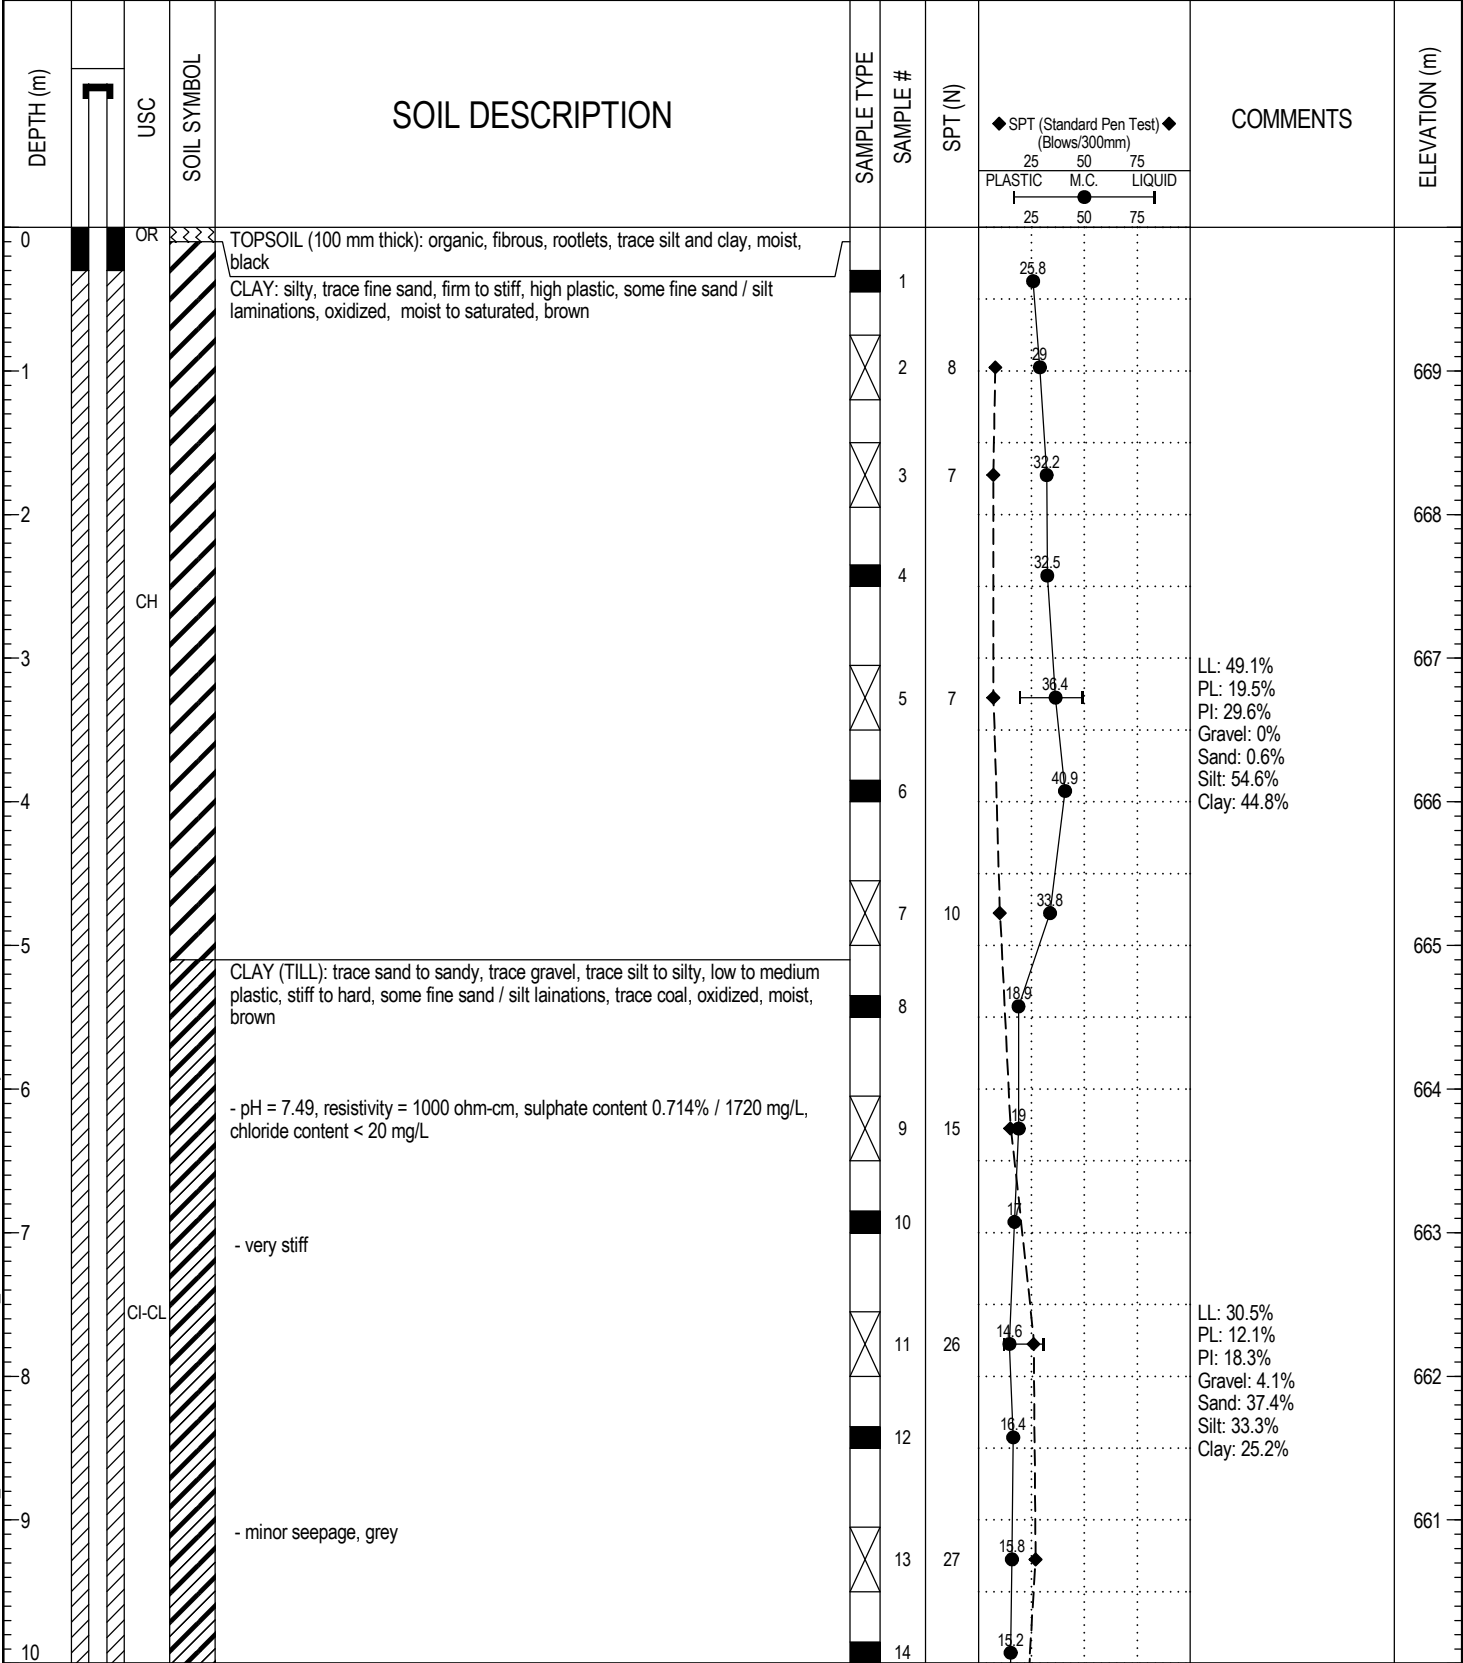 DEPTH (m)
USC
SOIL SYMBOL
SOIL DESCRIPTION
SAMPLE TYPE
SAMPLE #
SPT (N)
◆ SPT (Standard Pen Test) ◆
(Blows/300mm)
25 50 75
PLASTIC M.C. LIQUID
25 50 75
COMMENTS
ELEVATION (m)
0
OR
TOPSOIL (100 mm thick): organic, fibrous, rootlets, trace silt and clay, moist,
black
CLAY: silty, trace fine sand, firm to stiff, high plastic, some fine sand / silt
laminations, oxidized, moist to saturated, brown
1
25.8
1
2
8
29
669
3
7
32.2
2
668
4
32.5
CH
3
667
5
7
36.4
LL: 49.1%
PL: 19.5%
PI: 29.6%
Gravel: 0%
Sand: 0.6%
Silt: 54.6%
Clay: 44.8%
6
40.9
4
666
7
10
33.8
5
665
CLAY (TILL): trace sand to sandy, trace gravel, trace silt to silty, low to medium
plastic, stiff to hard, some fine sand / silt lainations, trace coal, oxidized, moist,
brown
8
18.9
6
664
- pH = 7.49, resistivity = 1000 ohm-cm, sulphate content 0.714% / 1720 mg/L,
chloride content < 20 mg/L
9
15
19
10
17
7
663
- very stiff
CI-CL
11
26
14.6
LL: 30.5%
PL: 12.1%
PI: 18.3%
Gravel: 4.1%
Sand: 37.4%
Silt: 33.3%
Clay: 25.2%
8
662
12
16.4
9
661
- minor seepage, grey
13
27
15.8
10
14
15.2